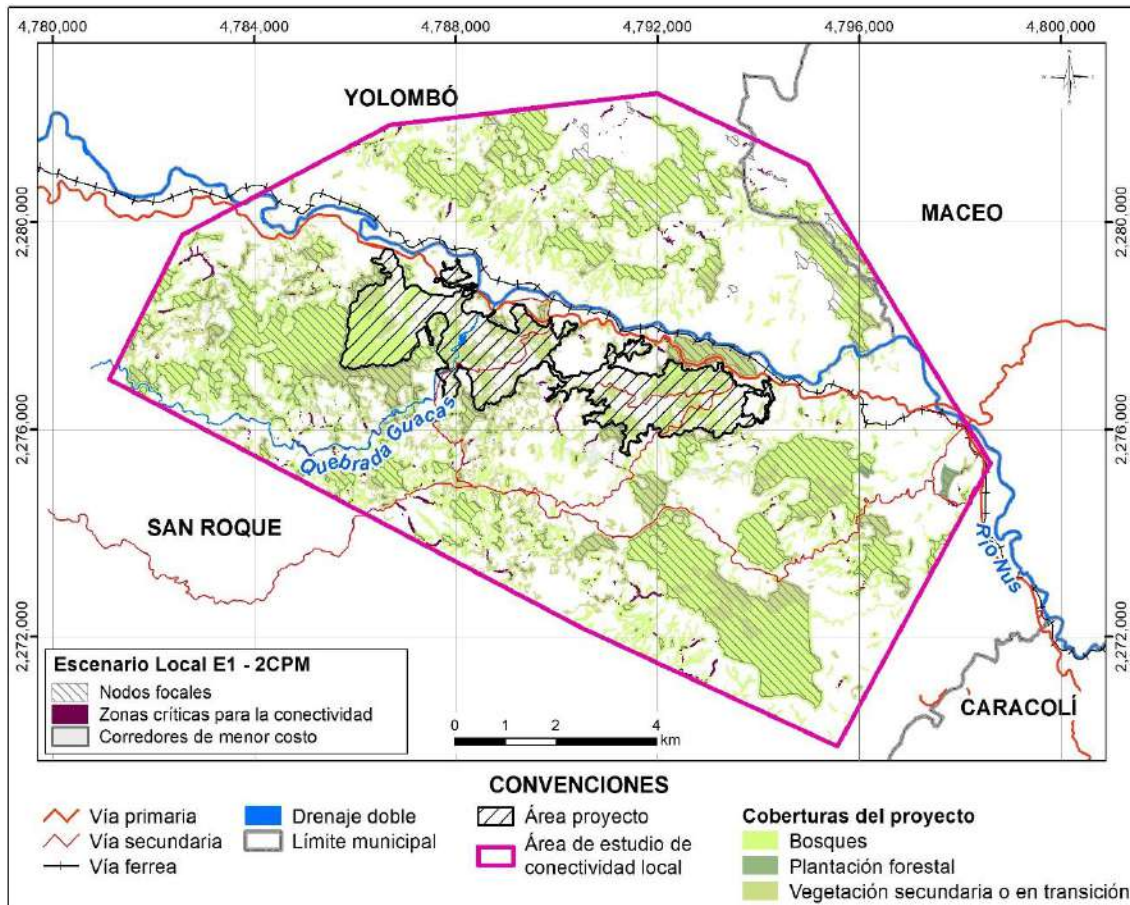 4,780,000 4,784,000 4,788,000 4,792,000 4,796,000 4,800,000
YOLOMBÓ
MACEO
2,280,000 2,280,000
2,276,000 2,276,000
Quebrada Guacas
SAN ROQUE
Río Nus
2,272,000 2,272,000
CARACOLÍ
Escenario Local E1 - 2CPM
Nodos focales
Zonas críticas para la conectividad
Corredores de menor costo
0 1 2 4
km
CONVENCIONES
Vía primaria
Vía secundaria
Vía ferrea
Drenaje doble
Límite municipal
Área proyecto
Área de estudio de
conectividad local
Coberturas del proyecto
Bosques
Plantación forestal
Vegetación secundaria o en transición